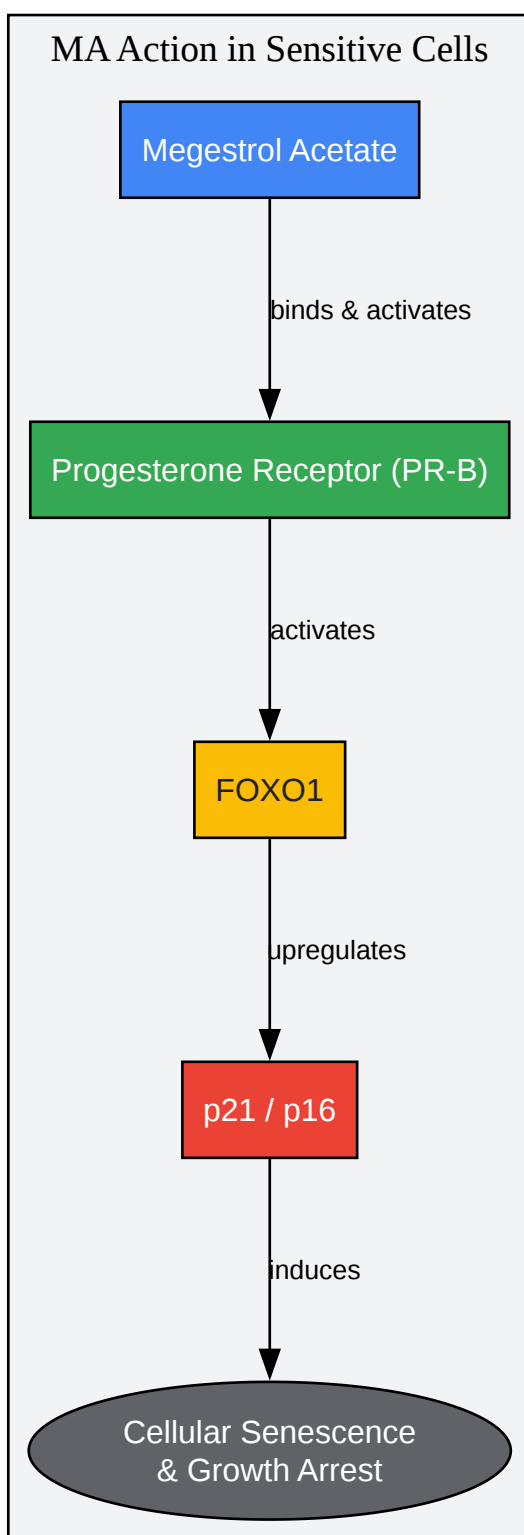 MA Action in Sensitive Cells
Megestrol Acetate
binds & activates
Progesterone Receptor (PR-B)
activates
FOXO1
upregulates
p21 / p16
induces
Cellular Senescence
& Growth Arrest